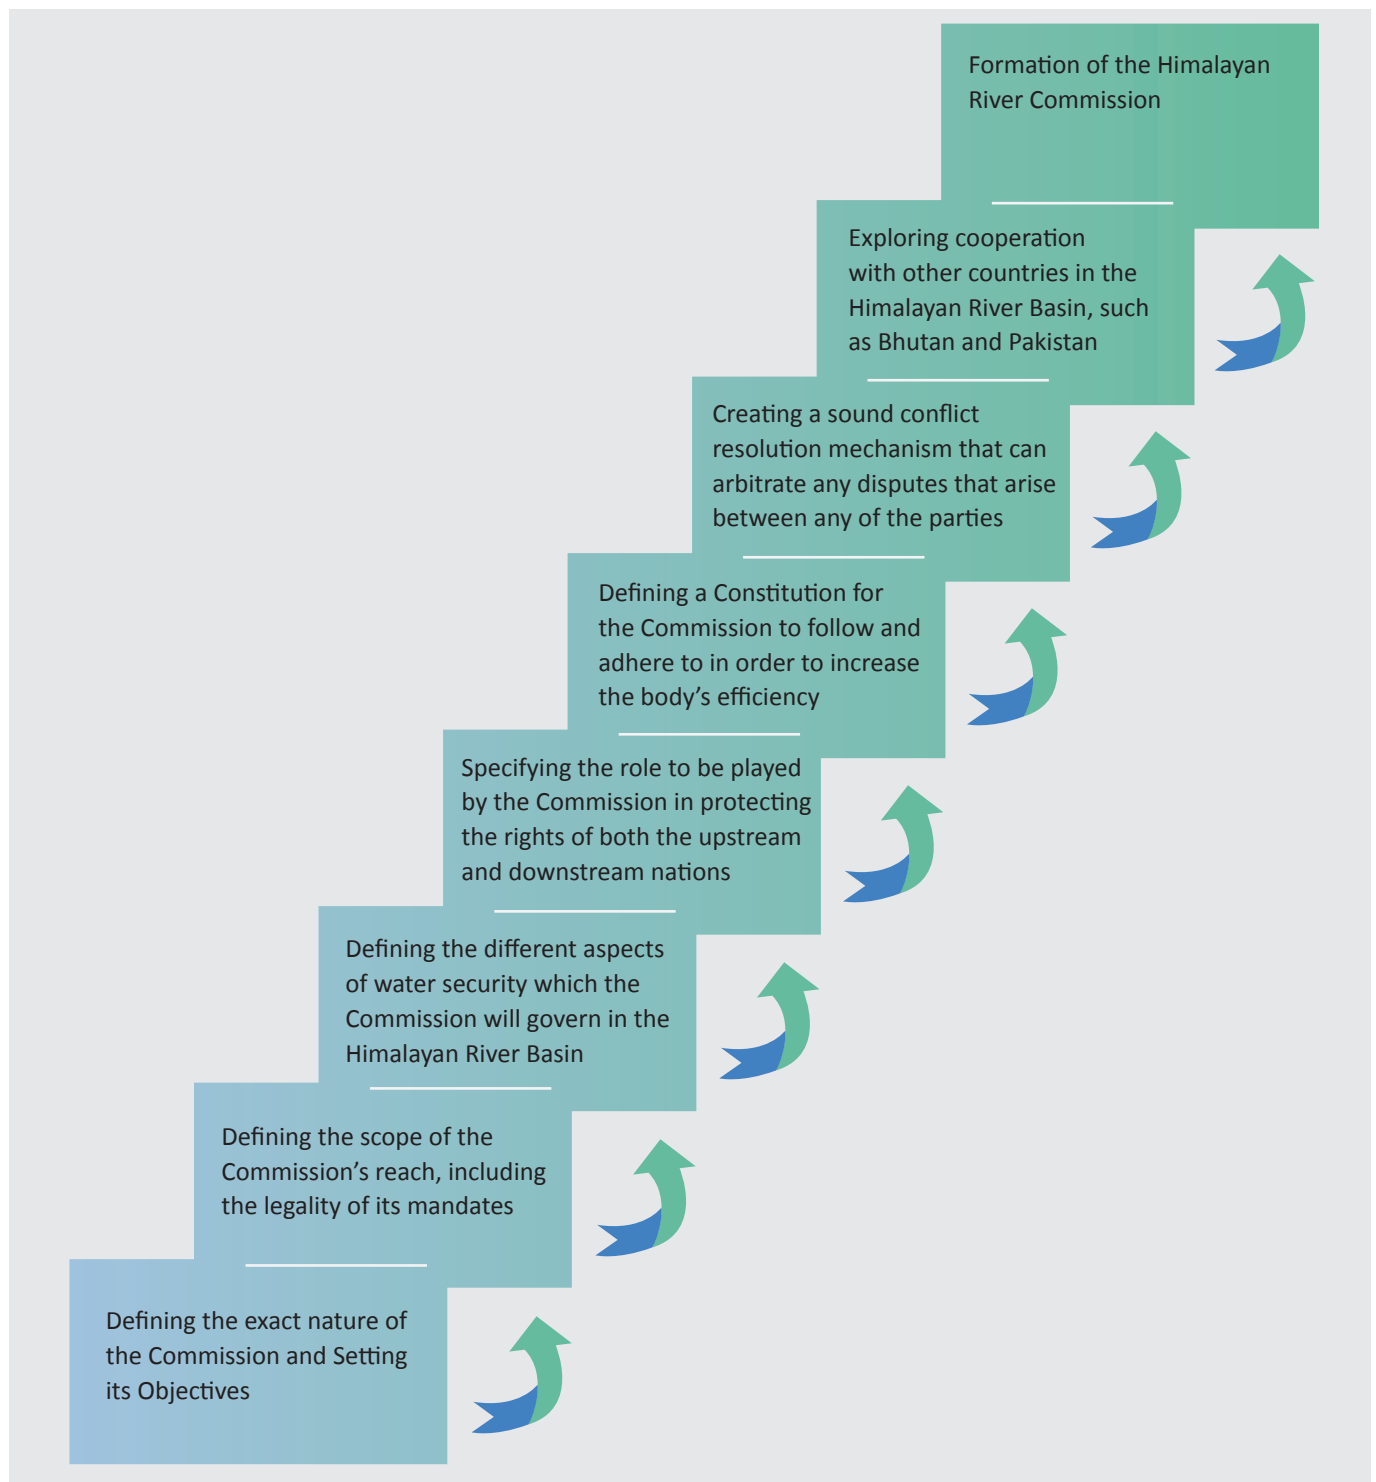 Formation of the Himalayan
River Commission
Exploring cooperation
with other countries in the
Himalayan River Basin, such
as Bhutan and Pakistan
Creating a sound conflict
resolution mechanism that can
arbitrate any disputes that arise
between any of the parties
Defining a Constitution for
the Commission to follow and
adhere to in order to increase
the body’s efficiency
Specifying the role to be played
by the Commission in protecting
the rights of both the upstream
and downstream nations
Defining the different aspects
of water security which the
Commission will govern in the
Himalayan River Basin
Defining the scope of the
Commission’s reach, including
the legality of its mandates
Defining the exact nature of
the Commission and Setting
its Objectives